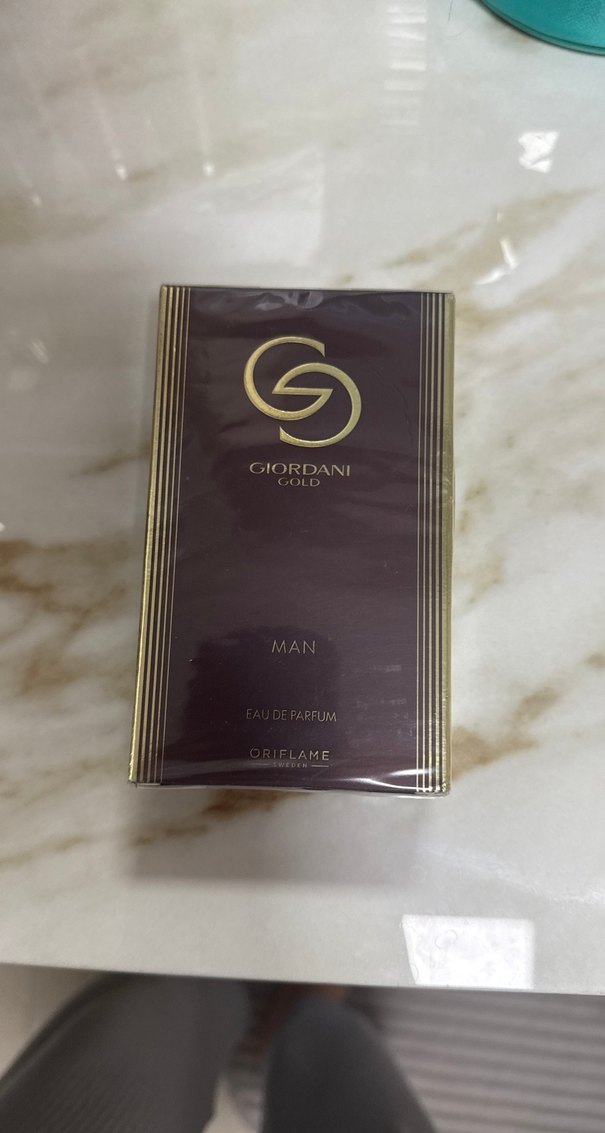 GIORDANI
GOLD
MAN
EAU DE PARFUM
ORIFLAME
SWEDEN